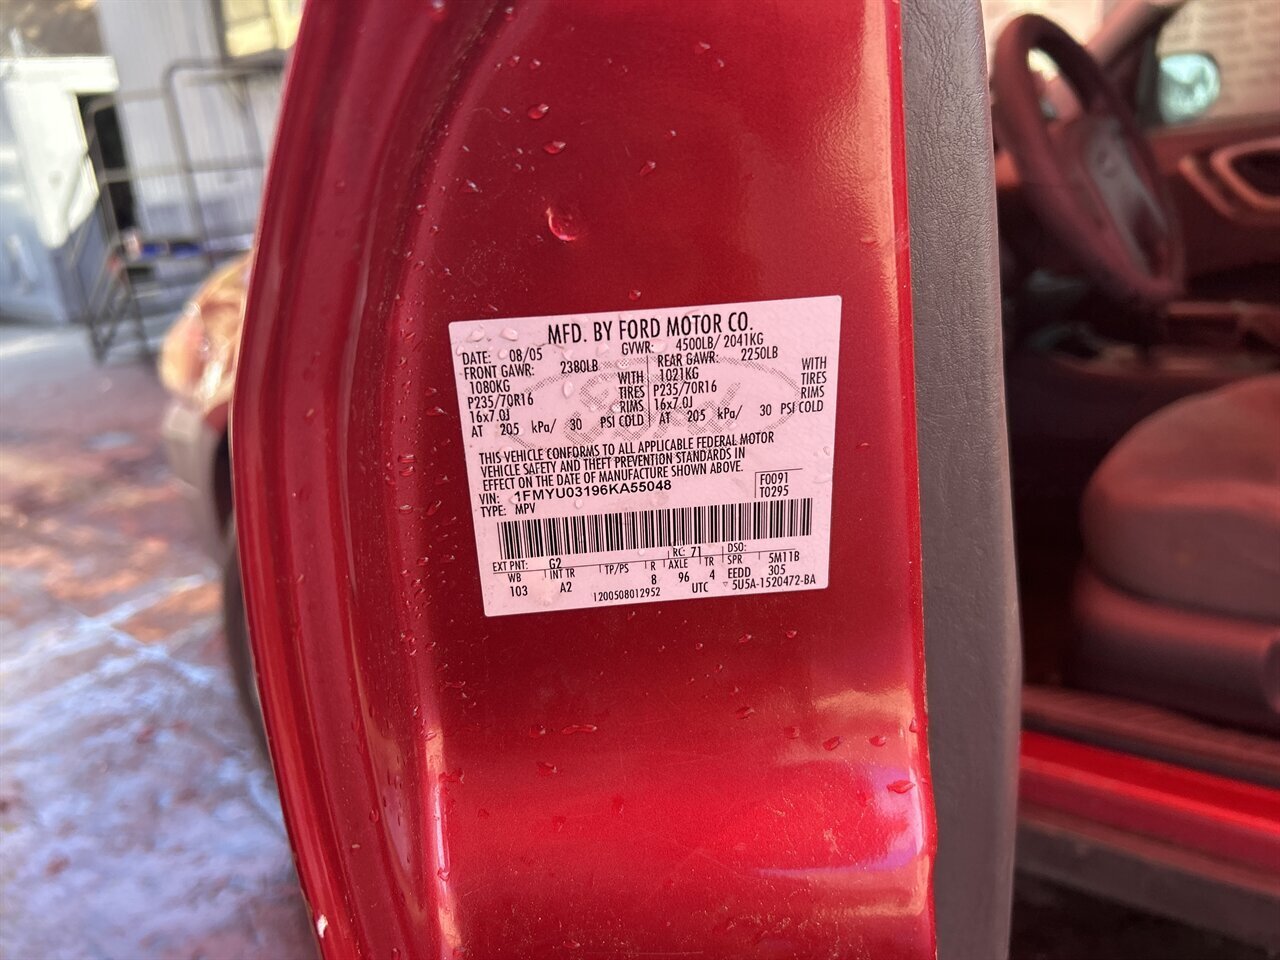 MFD. BY FORD MOTOR CO.
DATE: 08/05 GVWR: 4500LB/ 2041KG
FRONT GAWR: 2380LB REAR GAWR: 2250LB
1080KG WITH 1021KG WITH
P235/70R16 TIRES P235/70R16 TIRES
16x7.0J RIMS 16x7.0J RIMS
AT 205 kPa/ 30 PSI COLD AT 205 kPa/ 30 PSI COLD
THIS VEHICLE CONFORMS TO ALL APPLICABLE FEDERAL MOTOR
VEHICLE SAFETY AND THEFT PREVENTION STANDARDS IN
EFFECT ON THE DATE OF MANUFACTURE SHOWN ABOVE.
VIN: 1FMYU03196KA55048 F0091
TYPE: MPV T0295
EXT PNT: G2 RC: 71 DSO:
WB INT TR TP/PS R AXLE TR SPR 5M11B
103 A2 8 96 4 EEDD 305
1200508012952 UTC 5U5A-1520472-BA